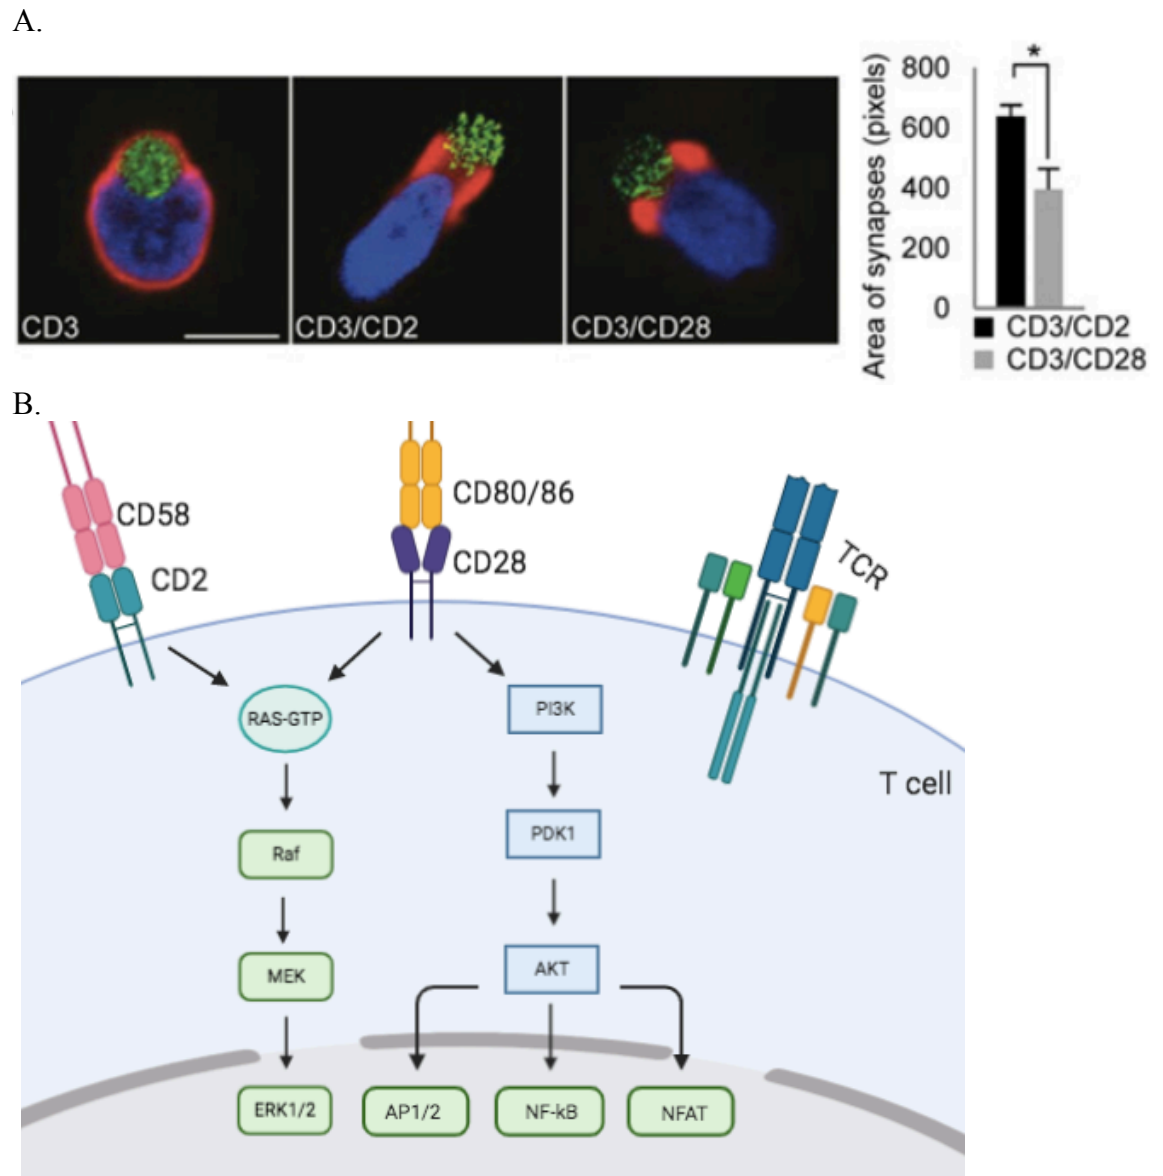 A.
CD3
CD3/CD2
CD3/CD28
Area of synapses (pixels)
800
600
400
200
0
*
CD3/CD2
CD3/CD28
B.
CD58
CD2
CD80/86
CD28
TCR
RAS-GTP
PI3K
T cell
Raf
PDK1
MEK
AKT
ERK1/2
AP1/2
NF-kB
NFAT